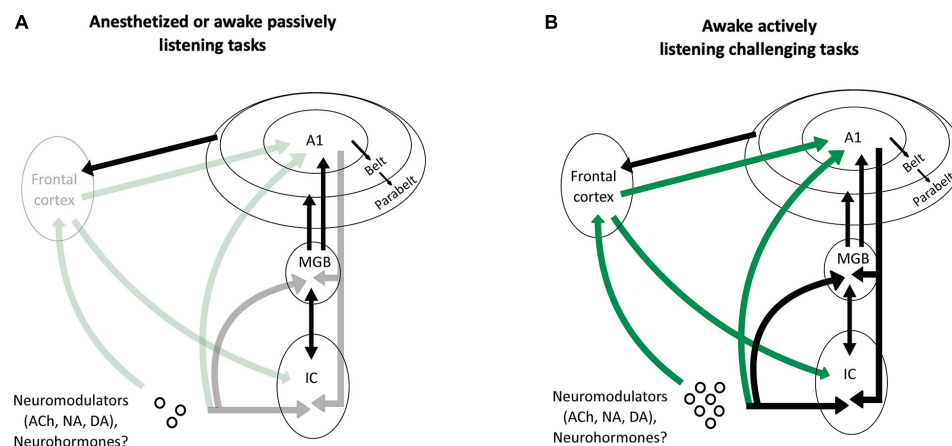 A
Anesthetized or awake passively
listening tasks
A1
Belt
Parabelt
Frontal
cortex
MGB
IC
Neuromodulators
(ACh, NA, DA),
Neurohormones?
B
Awake actively
listening challenging tasks
A1
Belt
Parabelt
Frontal
cortex
MGB
IC
Neuromodulators
(ACh, NA, DA),
Neurohormones?